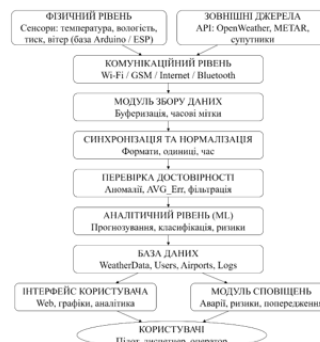 ФІЗИЧНИЙ РІВЕНЬ
Сенсори: температура, вологість,
тиск, вітер (база Arduino / ESP)
ЗОВНІШНІ ДЖЕРЕЛА
API: OpenWeather, METAR,
супутники
КОМУНІКАЦІЙНИЙ РІВЕНЬ
Wi-Fi / GSM / Internet / Bluetooth
МОДУЛЬ ЗБОРУ ДАНИХ
Буферизація, часові мітки
СИНХРОНІЗАЦІЯ ТА НОРМАЛІЗАЦІЯ
Формати, одиниці, час
ПЕРЕВІРКА ДОСТОВІРНОСТІ
Аномалії, AVG_Err, фільтрація
АНАЛІТИЧНИЙ РІВЕНЬ (ML)
Прогнозування, класифікація, ризики
БАЗА ДАНИХ
WeatherData, Users, Airports, Logs
ІНТЕРФЕЙС КОРИСТУВАЧА
Web, графіки, аналітика
МОДУЛЬ СПОВІЩЕНЬ
Аварії, ризики, попередження
КОРИСТУВАЧІ
Пілот, диспетчер, оператор